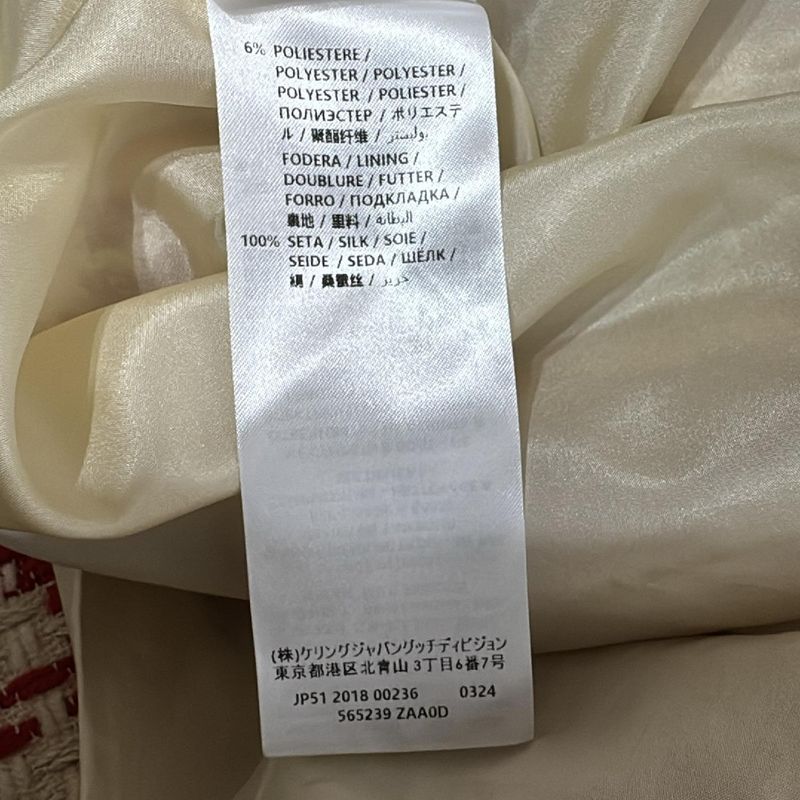 6% POLIESTERE /
POLYESTER / POLYESTER /
POLYESTER / POLIESTER /
ПОЛИЭСТЕР / ポリエステ
ル / 聚酯纤维 / بوليستر.
FODERA / LINING /
DOUBLURE / FUTTER /
FORRO / ПОДКЛАДКА /
裏地 / 里料 / البطانة
100% SETA / SILK / SOIE /
SEIDE / SEDA / ШЁЛК /
絹 / 桑蚕丝 / حرير
(株)ケリングジャパングッチディビジョン
東京都港区北青山 3丁目6番7号
JP51 2018 00236 0324
565239 ZAA0D